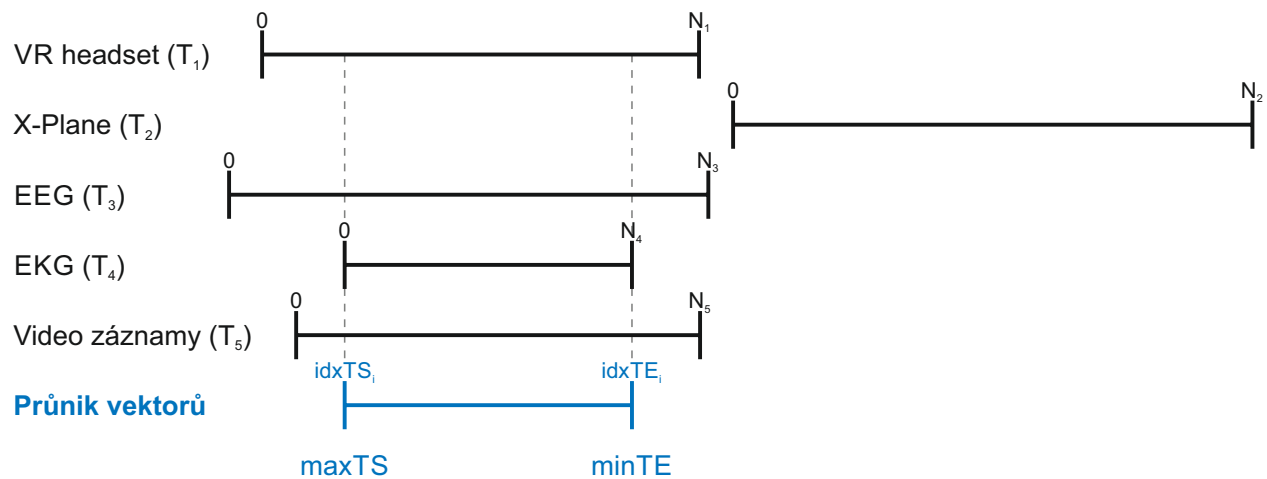 0 N₁
VR headset (T₁)
0 N₂
X-Plane (T₂)
0 N₃
EEG (T₃)
0 N₄
EKG (T₄)
0 N₅
Video záznamy (T₅)
idxTSᵢ idxTEᵢ
Průnik vektorů
maxTS minTE